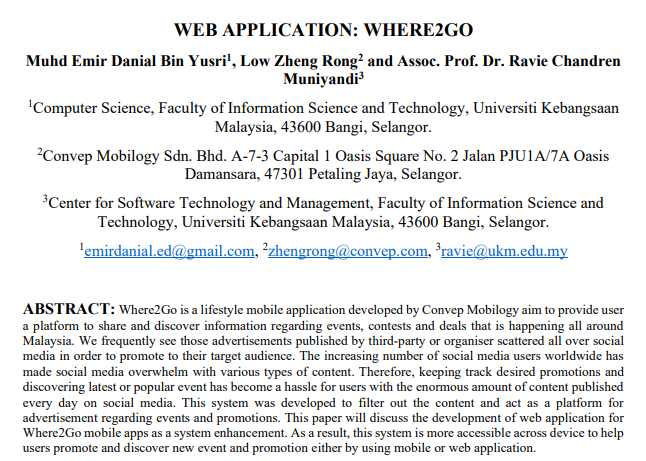 WEB APPLICATION: WHERE2GO
Muhd Emir Danial Bin Yusri¹, Low Zheng Rong² and Assoc. Prof. Dr. Ravie Chandren
Muniyandi³
¹Computer Science, Faculty of Information Science and Technology, Universiti Kebangsaan
Malaysia, 43600 Bangi, Selangor.
²Convep Mobilogy Sdn. Bhd. A-7-3 Capital 1 Oasis Square No. 2 Jalan PJU1A/7A Oasis
Damansara, 47301 Petaling Jaya, Selangor.
³Center for Software Technology and Management, Faculty of Information Science and
Technology, Universiti Kebangsaan Malaysia, 43600 Bangi, Selangor.
¹emirdanial.ed@gmail.com, ²zhengrong@convep.com, ³ravie@ukm.edu.my
ABSTRACT: Where2Go is a lifestyle mobile application developed by Convep Mobilogy aim to provide user
a platform to share and discover information regarding events, contests and deals that is happening all around
Malaysia. We frequently see those advertisements published by third-party or organiser scattered all over social
media in order to promote to their target audience. The increasing number of social media users worldwide has
made social media overwhelm with various types of content. Therefore, keeping track desired promotions and
discovering latest or popular event has become a hassle for users with the enormous amount of content published
every day on social media. This system was developed to filter out the content and act as a platform for
advertisement regarding events and promotions. This paper will discuss the development of web application for
Where2Go mobile apps as a system enhancement. As a result, this system is more accessible across device to help
users promote and discover new event and promotion either by using mobile or web application.